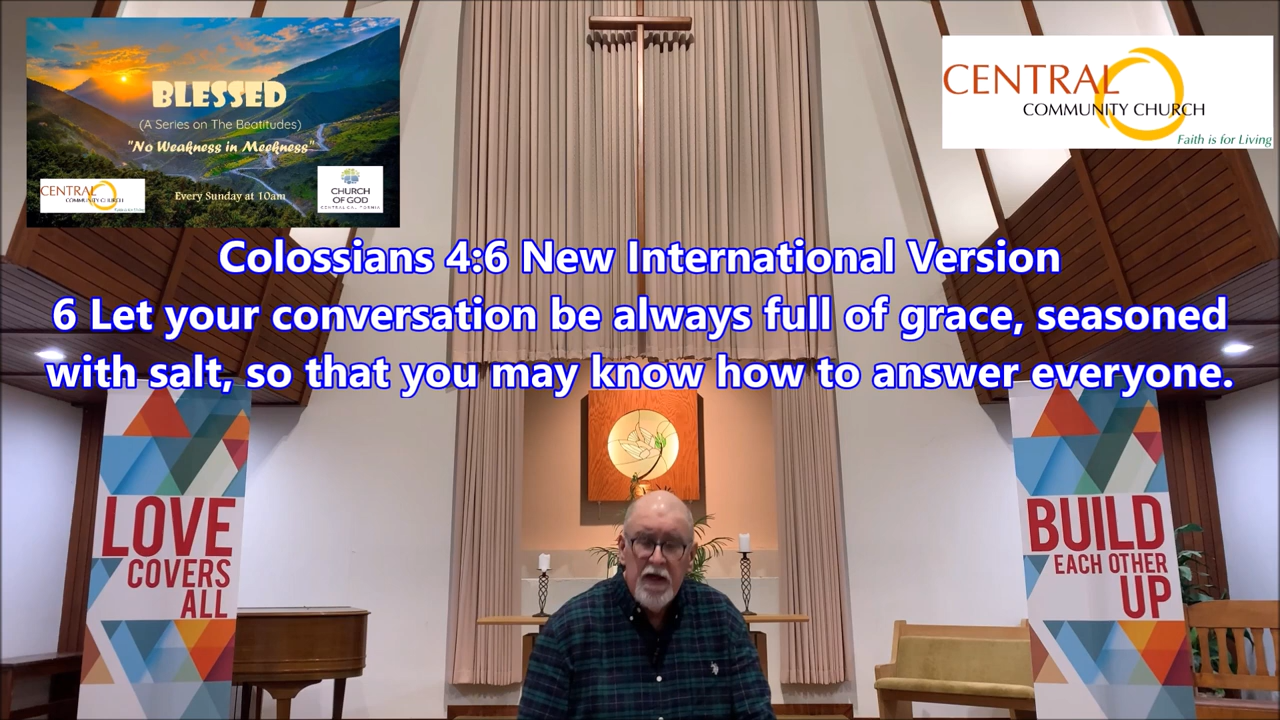 BLESSED
(A Series on The Beatitudes)
"No Weakness in Meekness"
CENTRAL
COMMUNITY CHURCH
Every Sunday at 10am
CHURCH
OF GOD
CENTRAL CALIFORNIA
CENTRAL
COMMUNITY CHURCH
Faith is for Living
Colossians 4:6 New International Version
6 Let your conversation be always full of grace, seasoned
with salt, so that you may know how to answer everyone.
LOVE
COVERS
ALL
BUILD
EACH OTHER
UP